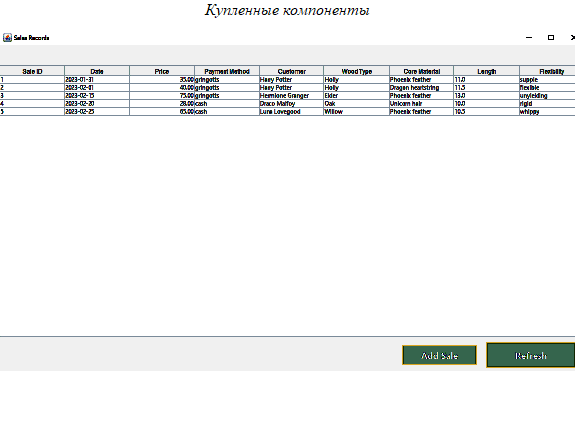 Купленные компоненты
Sales Records
Sale ID Date Price Payment Method Customer Wood Type Core Material Length Flexibility
1 2023-01-31 35.00 gringotts Harry Potter Holly Phoenix feather 11.0 supple
2 2023-02-01 40.00 gringotts Harry Potter Holly Dragon heartstring 11.5 flexible
3 2023-02-15 75.00 gringotts Hermione Granger Elder Phoenix feather 13.0 unyielding
4 2023-02-20 28.00 cash Draco Malfoy Oak Unicorn hair 10.0 rigid
5 2023-02-25 65.00 cash Luna Lovegood Willow Phoenix feather 10.5 whippy
Add Sale Refresh